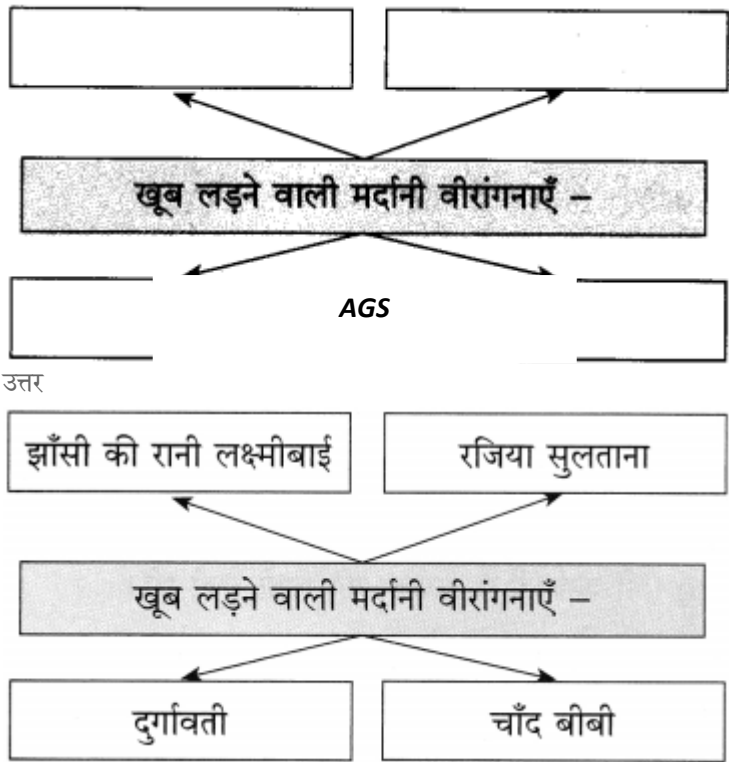 खूब लड़ने वाली मर्दानी वीरांगनाएँ –
AGS
उत्तर
झाँसी की रानी लक्ष्मीबाई रजिया सुलताना
खूब लड़ने वाली मर्दानी वीरांगनाएँ –
दुर्गावती चाँद बीबी